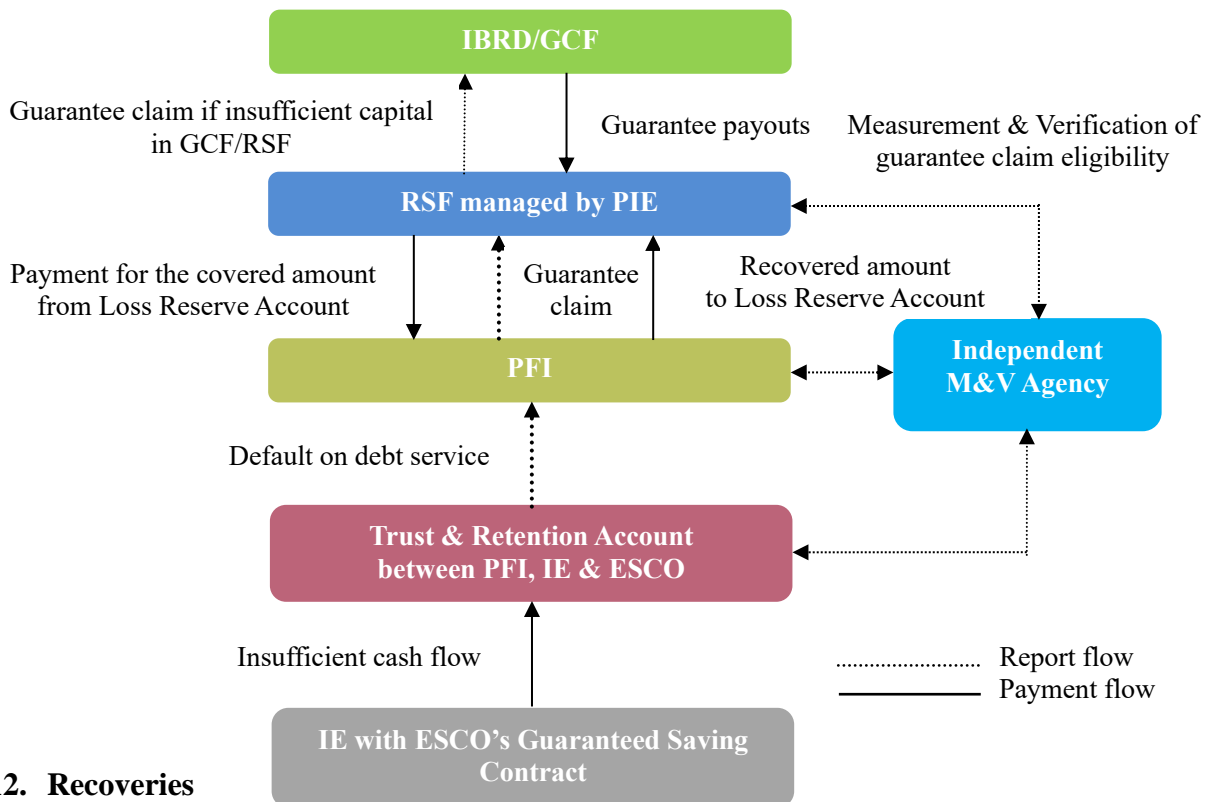 IBRD/GCF
Guarantee claim if insufficient capital
in GCF/RSF
Guarantee payouts
Measurement & Verification of
guarantee claim eligibility
RSF managed by PIE
Payment for the covered amount
from Loss Reserve Account
Guarantee
claim
Recovered amount
to Loss Reserve Account
PFI
Independent
M&V Agency
Default on debt service
Trust & Retention Account
between PFI, IE & ESCO
Insufficient cash flow
Report flow
Payment flow
IE with ESCO's Guaranteed Saving
Contract
2. Recoveries